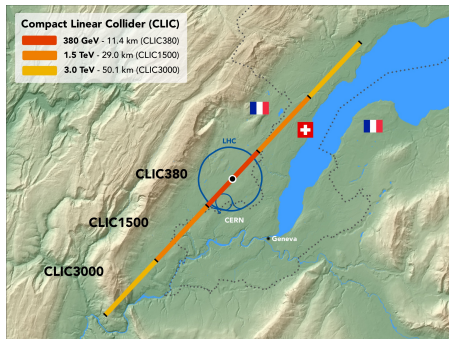 Compact Linear Collider (CLIC)
380 GeV - 11.4 km (CLIC380)
1.5 TeV - 29.0 km (CLIC1500)
3.0 TeV - 50.1 km (CLIC3000)
LHC
CLIC380
CLIC1500
CERN
Geneva
CLIC3000